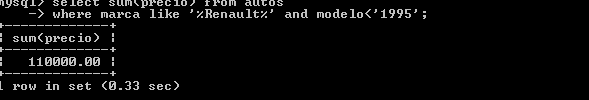 mysql> select sum(precio) from autos
    -> where marca like '%Renault%' and modelo<'1995';
+-------------+
| sum(precio) |
+-------------+
|   110000.00 |
+-------------+
1 row in set (0.33 sec)